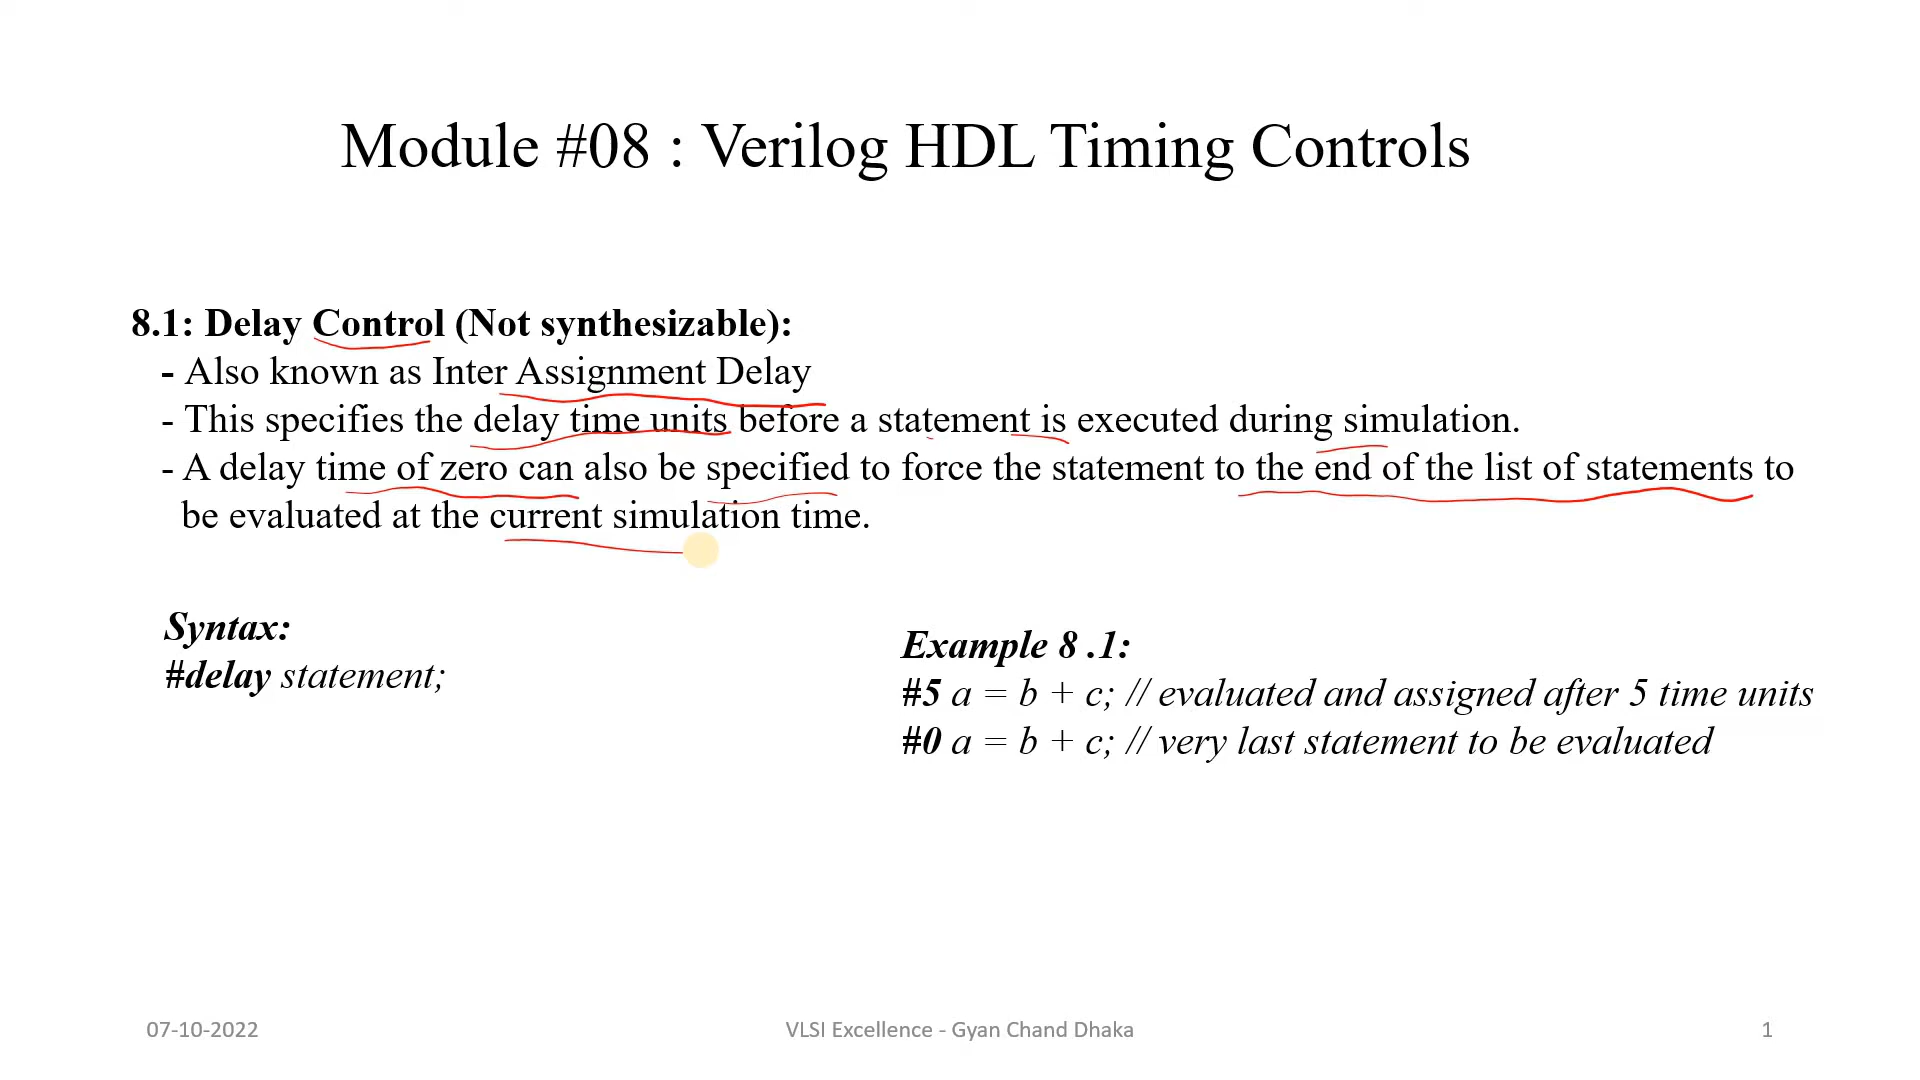 Module #08 : Verilog HDL Timing Controls
8.1: Delay Control (Not synthesizable):
- Also known as Inter Assignment Delay
- This specifies the delay time units before a statement is executed during simulation.
- A delay time of zero can also be specified to force the statement to the end of the list of statements to
be evaluated at the current simulation time.
Syntax:
#delay statement;
Example 8 .1:
#5 a = b + c; // evaluated and assigned after 5 time units
#0 a = b + c; // very last statement to be evaluated
07-10-2022
VLSI Excellence - Gyan Chand Dhaka
1